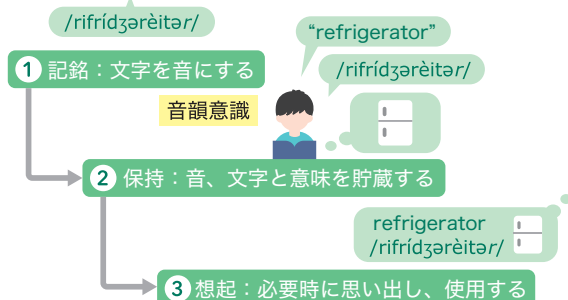 /rifrídʒərèitər/
“refrigerator”
1 記銘：文字を音にする
/rifrídʒərèitər/
音韻意識
2 保持：音、文字と意味を貯蔵する
refrigerator
/rifrídʒərèitər/
3 想起：必要時に思い出し、使用する